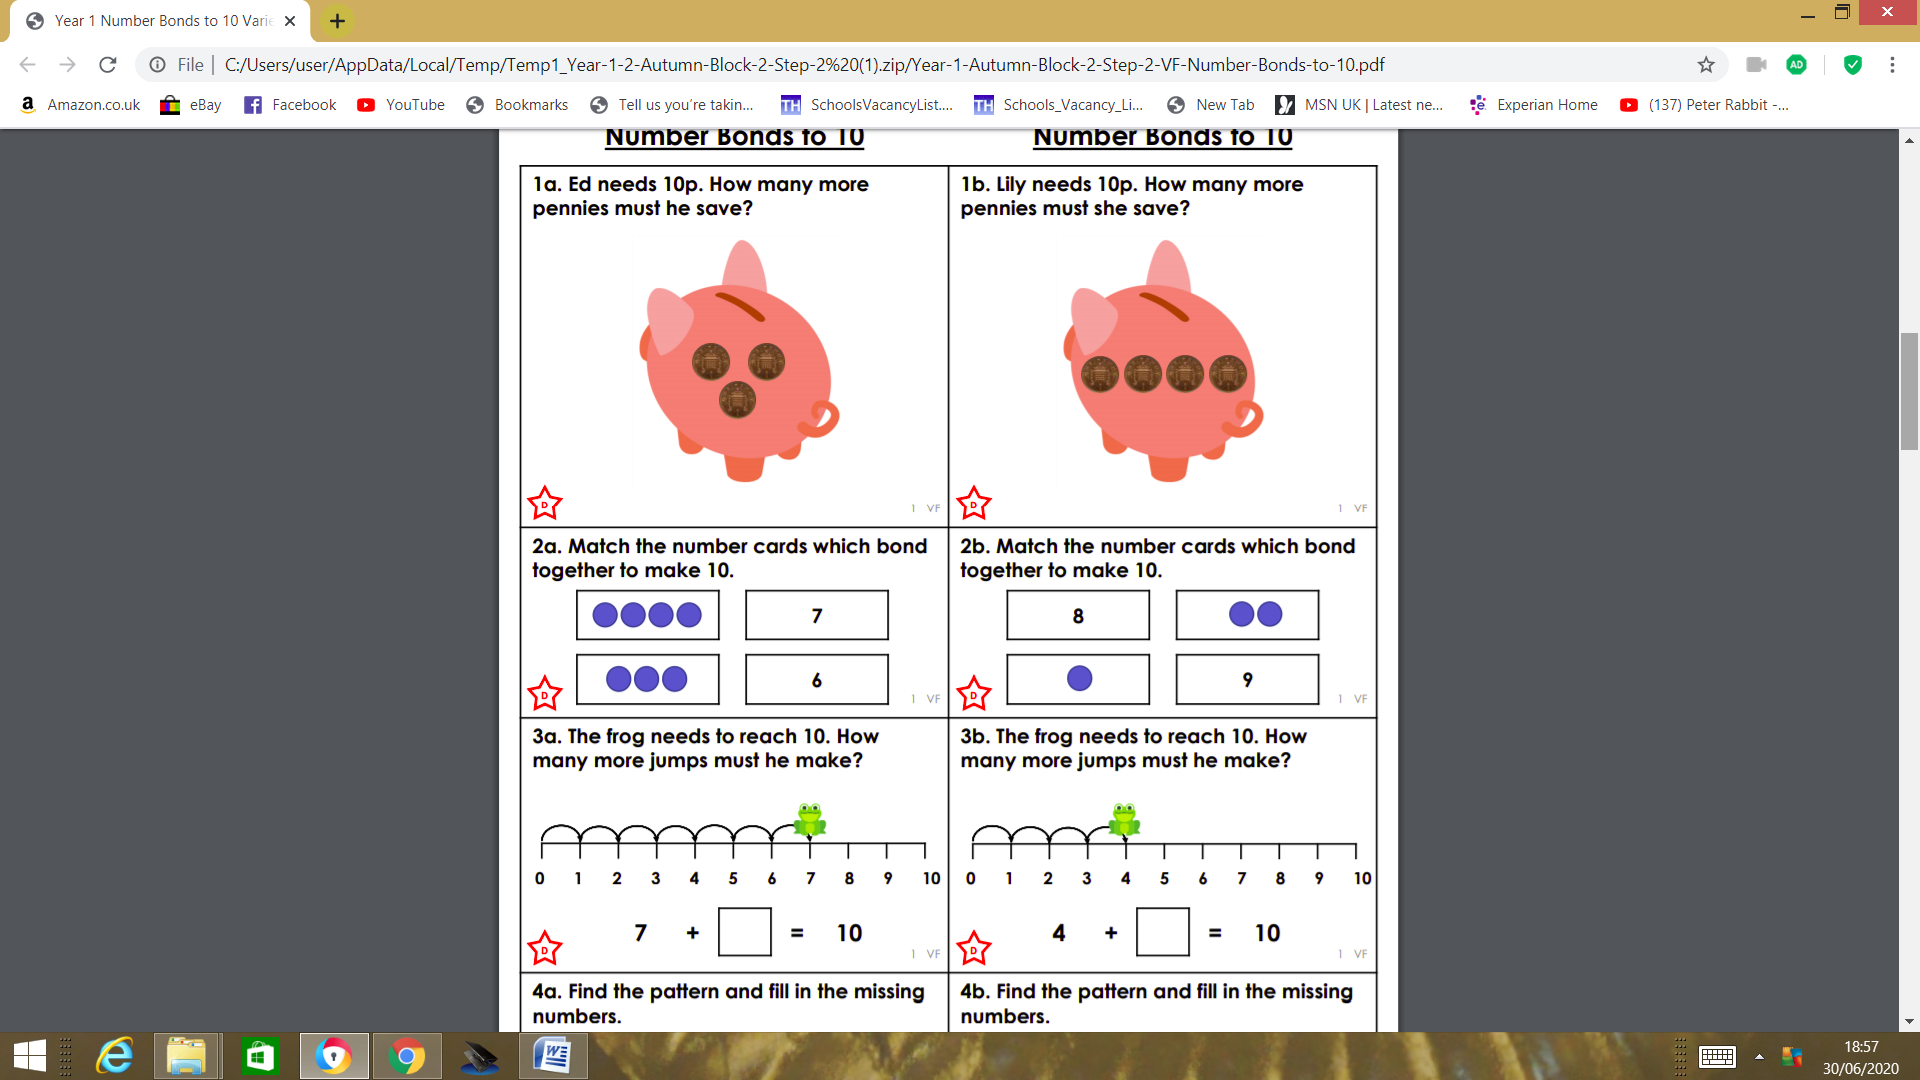 Year 1 Number Bonds to 10 Varie
File
C:/Users/user/AppData/Local/Temp/Temp1_Year-1-2-Autumn-Block-2-Step-2%20(1).zip/Year-1-Autumn-Block-2-Step-2-VF-Number-Bonds-to-10.pdf
AD
Amazon.co.uk eBay Facebook YouTube Bookmarks Tell us you're takin... TH SchoolsVacancyList.... TH Schools_Vacancy_Li... New Tab MSN UK | Latest ne... Experian Home (137) Peter Rabbit -...
Number Bonds to 10
Number Bonds to 10
1a. Ed needs 10p. How many more
pennies must he save?
D
1 VF
1b. Lily needs 10p. How many more
pennies must she save?
D
1 VF
2a. Match the number cards which bond
together to make 10.
7
6
D
1 VF
2b. Match the number cards which bond
together to make 10.
8
9
D
1 VF
3a. The frog needs to reach 10. How
many more jumps must he make?
0 1 2 3 4 5 6 7 8 9 10
7 + = 10
D
1 VF
3b. The frog needs to reach 10. How
many more jumps must he make?
0 1 2 3 4 5 6 7 8 9 10
4 + = 10
D
1 VF
4a. Find the pattern and fill in the missing
numbers.
4b. Find the pattern and fill in the missing
numbers.
18:57
30/06/2020